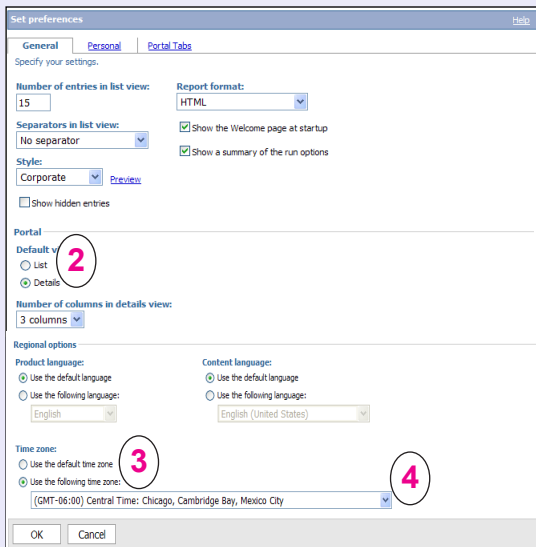 Set preferences Help
General Personal Portal Tabs
Specify your settings.
Number of entries in list view: Report format:
15 HTML
Separators in list view: Show the Welcome page at startup
No separator
Show a summary of the run options
Style:
Corporate Preview
Show hidden entries
Portal
Default v
2
List
Details
Number of columns in details view:
3 columns
Regional options
Product language: Content language:
Use the default language Use the default language
Use the following language: Use the following language:
English English (United States)
Time zone:
3
Use the default time zone
4
Use the following time zone:
(GMT-06:00) Central Time: Chicago, Cambridge Bay, Mexico City
OK Cancel